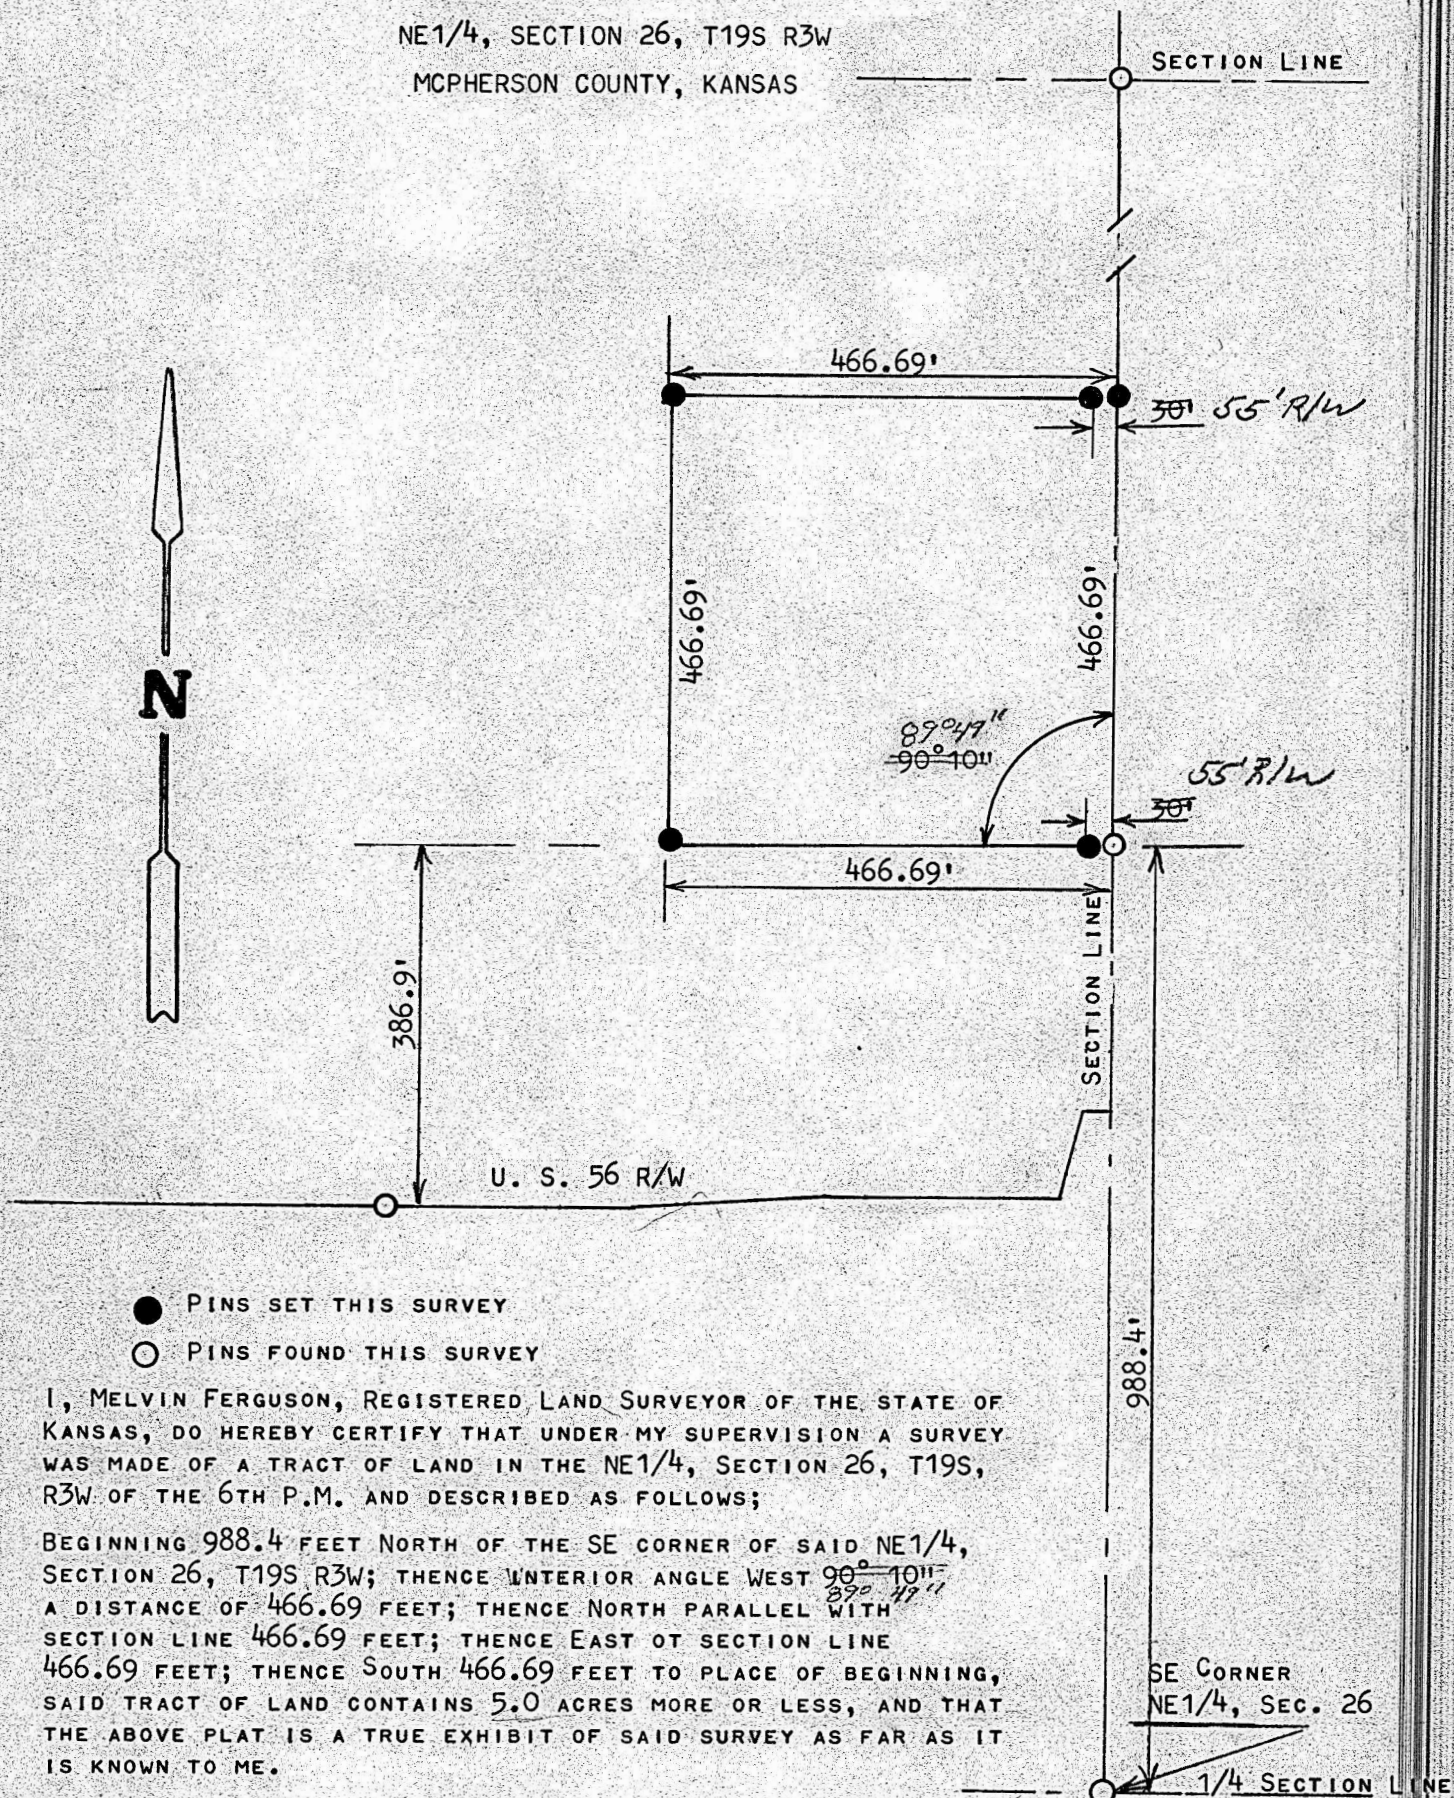 NE1/4, SECTION 26, T19S R3W
MCPHERSON COUNTY, KANSAS
SECTION LINE
466.69'
30' 55' R/W
466.69'
466.69'
N
89°49"
90°10"
55' R/W
30'
466.69'
SECTION LINE
386.9'
U. S. 56 R/W
988.4'
PINS SET THIS SURVEY
PINS FOUND THIS SURVEY
I, MELVIN FERGUSON, REGISTERED LAND SURVEYOR OF THE STATE OF
KANSAS, DO HEREBY CERTIFY THAT UNDER MY SUPERVISION A SURVEY
WAS MADE OF A TRACT OF LAND IN THE NE1/4, SECTION 26, T19S,
R3W OF THE 6TH P.M. AND DESCRIBED AS FOLLOWS;
BEGINNING 988.4 FEET NORTH OF THE SE CORNER OF SAID NE1/4,
SECTION 26, T19S R3W; THENCE INTERIOR ANGLE WEST 90° 10"
89° 49"
A DISTANCE OF 466.69 FEET; THENCE NORTH PARALLEL WITH
SECTION LINE 466.69 FEET; THENCE EAST OT SECTION LINE
466.69 FEET; THENCE SOUTH 466.69 FEET TO PLACE OF BEGINNING,
SAID TRACT OF LAND CONTAINS 5.0 ACRES MORE OR LESS, AND THAT
THE ABOVE PLAT IS A TRUE EXHIBIT OF SAID SURVEY AS FAR AS IT
IS KNOWN TO ME.
SE CORNER
NE1/4, SEC. 26
1/4 SECTION LINE